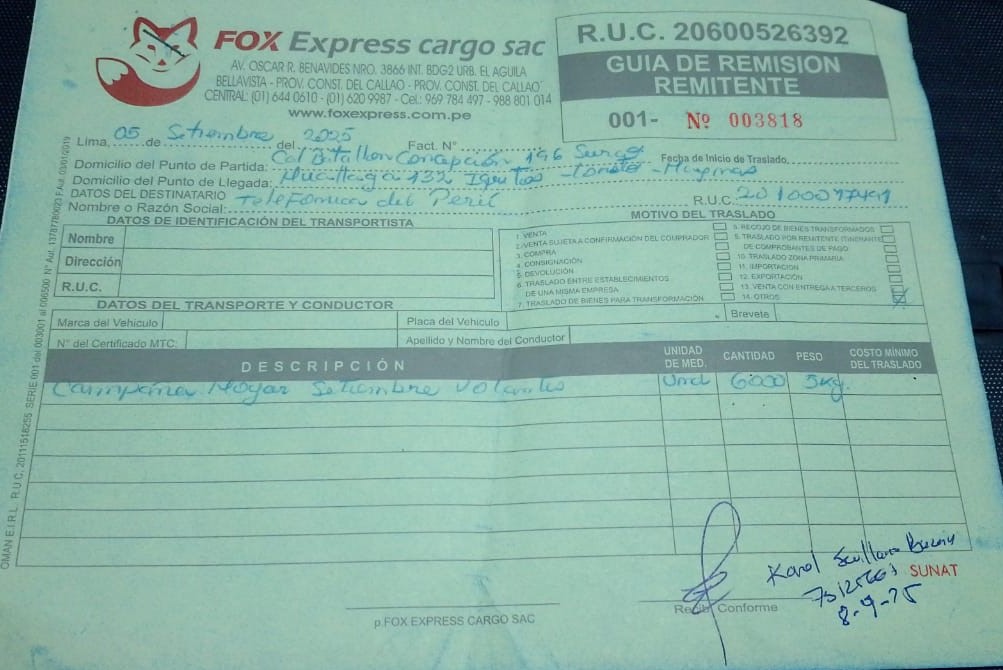 FOX Express cargo sac
AV. OSCAR R. BENAVIDES NRO. 3866 INT. BDG2 URB. EL AGUILA
BELLAVISTA - PROV. CONST. DEL CALLAO - PROV. CONST. DEL CALLAO
CENTRAL: (01) 644 0610 - (01) 620 9987 - Cel.: 969 784 497 - 988 801 014
www.foxexpress.com.pe
R.U.C. 20600526392
GUIA DE REMISION
REMITENTE
001- Nº 003818
Lima, 05 de Setiembre del 2025 Fact. N°
Domicilio del Punto de Partida: Cal Batallon Concepción 196 Surco Fecha de Inicio de Traslado.
Domicilio del Punto de Llegada: Huallaga 132 Iquitos - Loreto - Maynas
DATOS DEL DESTINATARIO
Nombre o Razón Social: Telefónica del Perú R.U.C.
DATOS DE IDENTIFICACIÓN DEL TRANSPORTISTA
Nombre
Dirección
R.U.C.
MOTIVO DEL TRASLADO
1. VENTA
2. VENTA SUJETA A CONFIRMACIÓN DEL COMPRADOR
3. COMPRA
4. CONSIGNACIÓN
5. DEVOLUCIÓN
6. TRASLADO ENTRE ESTABLECIMIENTOS
DE UNA MISMA EMPRESA
7. TRASLADO DE BIENES PARA TRANSFORMACIÓN
RECOJO DE BIENES TRANSFORMADOS
TRASLADO POR REMITENTE ITINERANTE
DE COMPROBANTES DE PAGO
10. TRASLADO ZONA PRIMARIA
11. IMPORTACIÓN
12. EXPORTACIÓN
13. VENTA CON ENTREGA A TERCEROS
14. OTROS
DATOS DEL TRANSPORTE Y CONDUCTOR
Marca del Vehículo Placa del Vehículo Brevete
N° del Certificado MTC: Apellido y Nombre del Conductor
DESCRIPCIÓN UNIDAD DE MED. CANTIDAD PESO COSTO MÍNIMO DEL TRASLADO
Campaña Hogar Setiembre Volantes Und 6000 5kg.
Karol
8-9-25
SUNAT
p.FOX EXPRESS CARGO SAC
Recibí Conforme